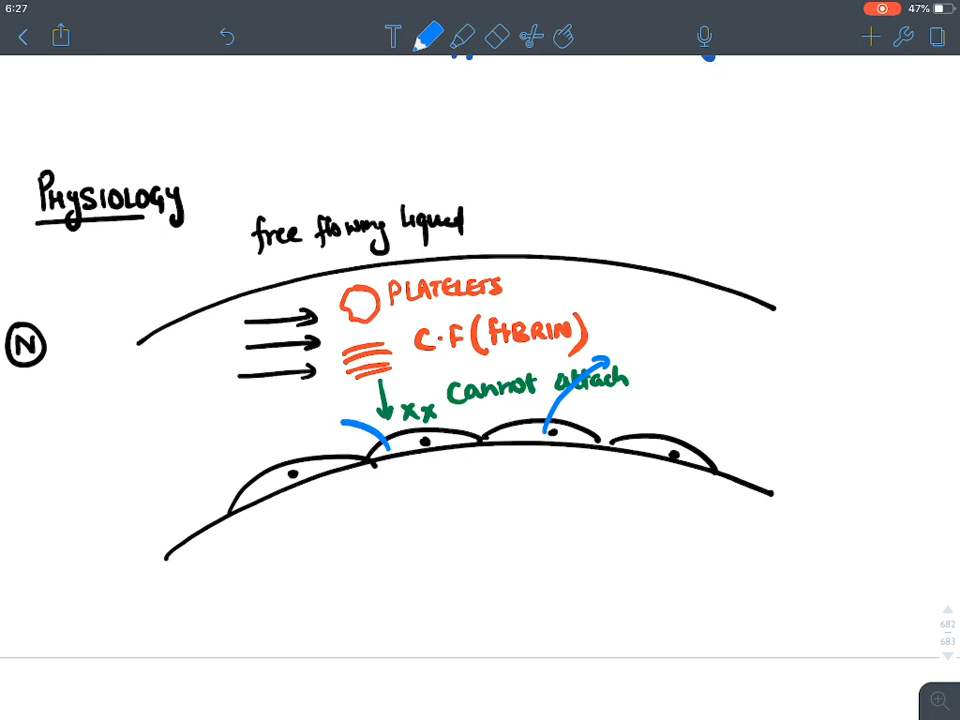 6:27
47%
T
PHYSIOLOGY
free flowing liquid
PLATELETS
N
C.F (FIBRIN)
XX Cannot attach
682
683